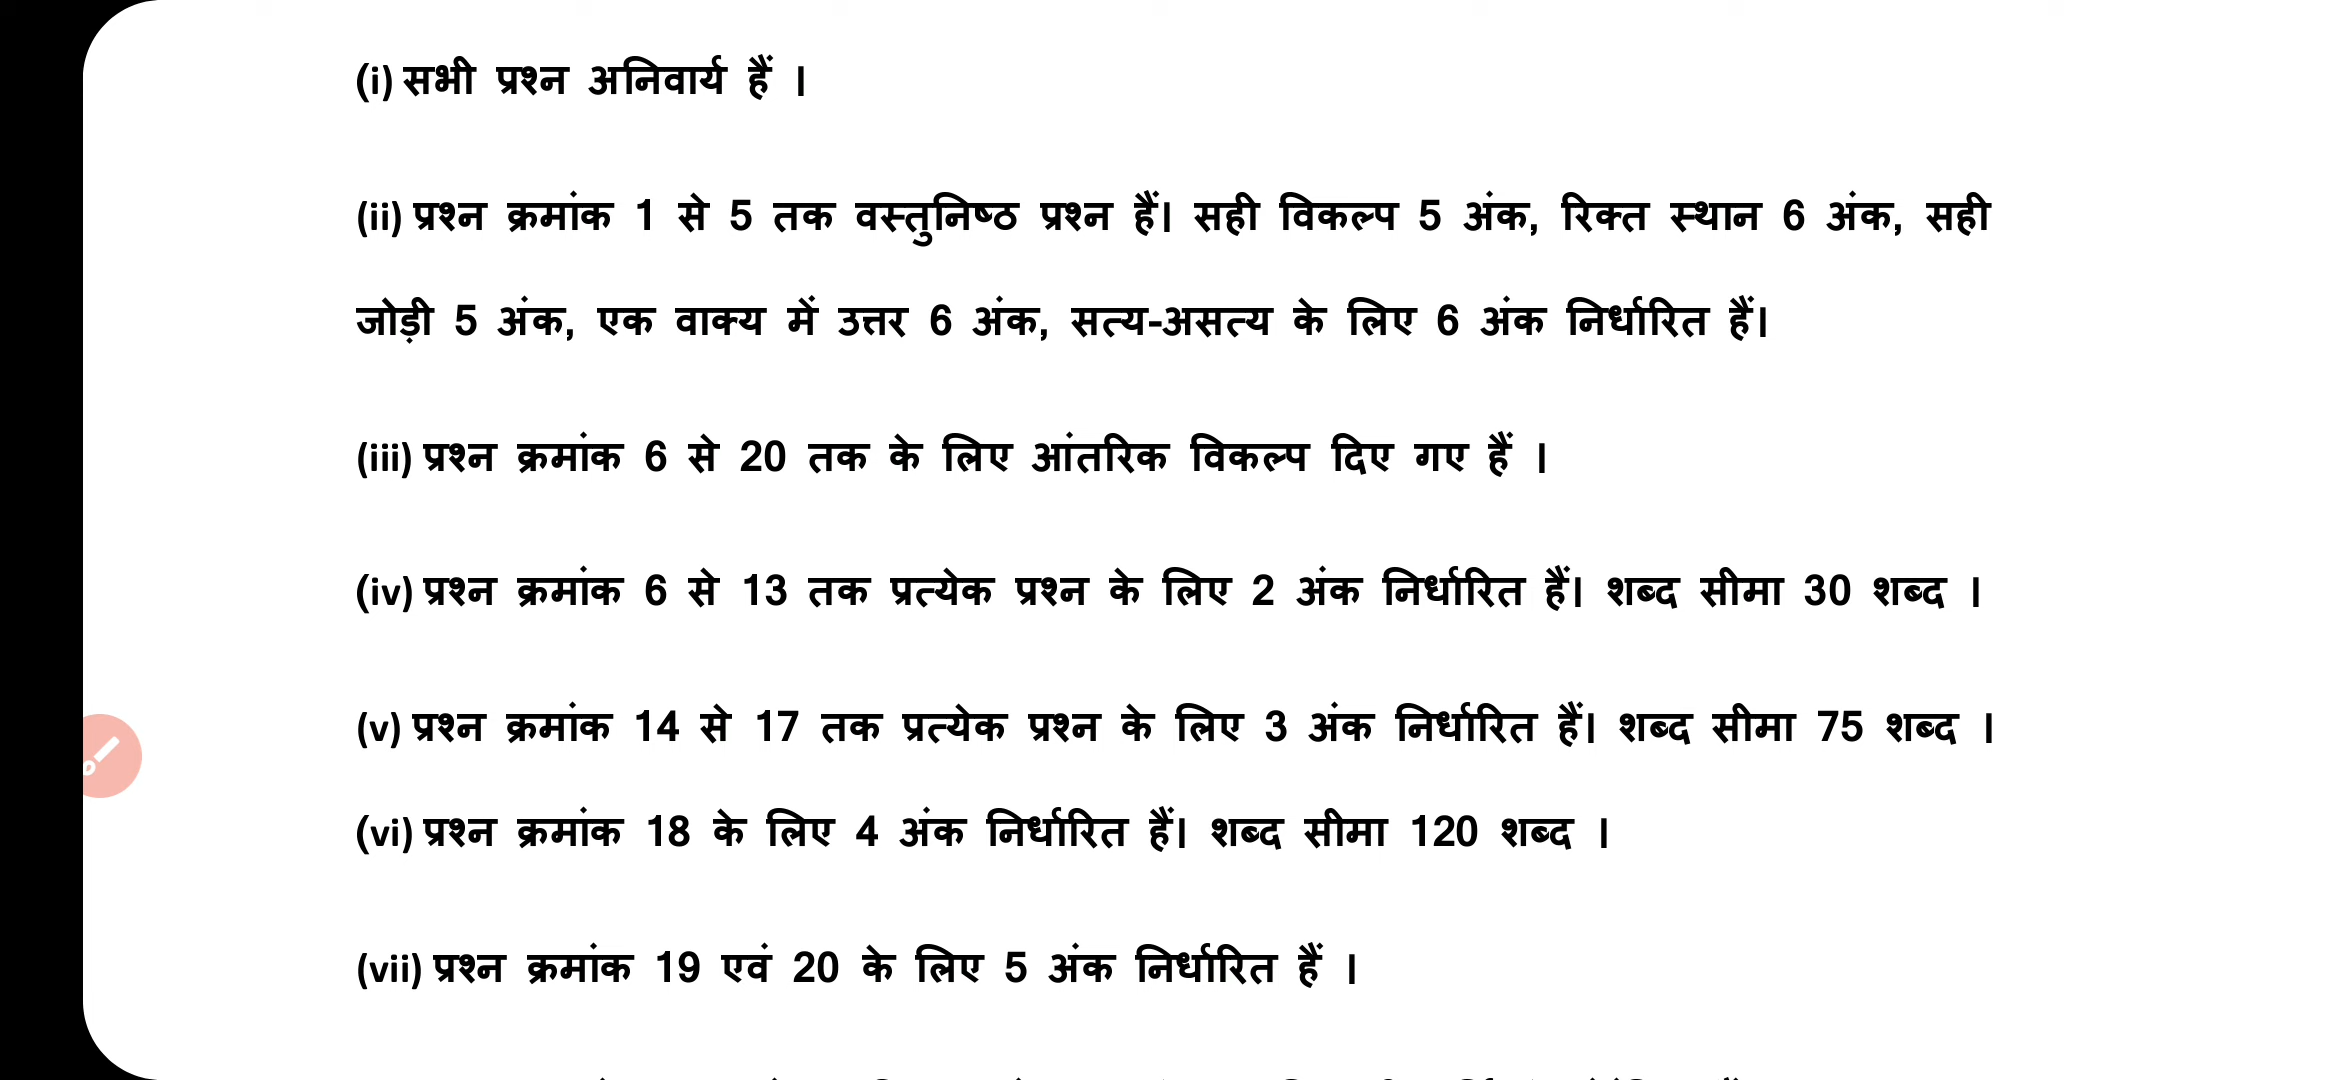 (i) सभी प्रश्न अनिवार्य हैं ।
(ii) प्रश्न क्रमांक 1 से 5 तक वस्तुनिष्ठ प्रश्न हैं। सही विकल्प 5 अंक, रिक्त स्थान 6 अंक, सही
जोड़ी 5 अंक, एक वाक्य में उत्तर 6 अंक, सत्य-असत्य के लिए 6 अंक निर्धारित हैं।
(iii) प्रश्न क्रमांक 6 से 20 तक के लिए आंतरिक विकल्प दिए गए हैं ।
(iv) प्रश्न क्रमांक 6 से 13 तक प्रत्येक प्रश्न के लिए 2 अंक निर्धारित हैं। शब्द सीमा 30 शब्द ।
(v) प्रश्न क्रमांक 14 से 17 तक प्रत्येक प्रश्न के लिए 3 अंक निर्धारित हैं। शब्द सीमा 75 शब्द ।
(vi) प्रश्न क्रमांक 18 के लिए 4 अंक निर्धारित हैं। शब्द सीमा 120 शब्द ।
(vii) प्रश्न क्रमांक 19 एवं 20 के लिए 5 अंक निर्धारित हैं ।